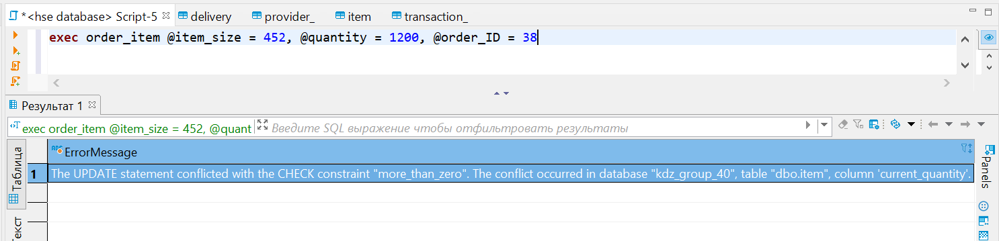 *<hse database> Script-5
delivery
provider_
item
transaction_
exec order_item @item_size = 452, @quantity = 1200, @order_ID = 38
Результат 1
exec order_item @item_size = 452, @quant
Введите SQL выражение чтобы отфильтровать результаты
Таблица
ABC ErrorMessage
1
The UPDATE statement conflicted with the CHECK constraint "more_than_zero". The conflict occurred in database "kdz_group_40", table "dbo.item", column 'current_quantity'.
Panels
Текст